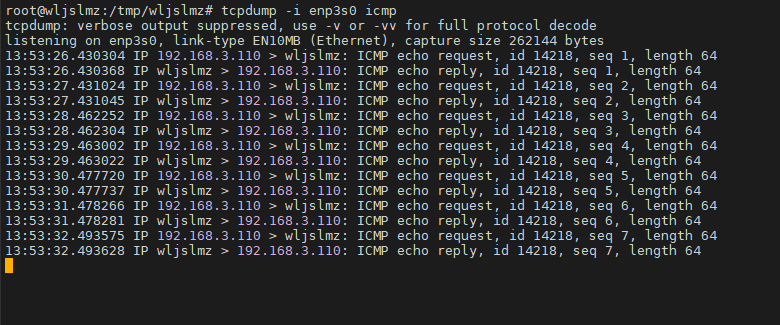 root@wljslmz:/tmp/wljslmz# tcpdump -i enp3s0 icmp
tcpdump: verbose output suppressed, use -v or -vv for full protocol decode
listening on enp3s0, link-type EN10MB (Ethernet), capture size 262144 bytes
13:53:26.430304 IP 192.168.3.110 > wljslmz: ICMP echo request, id 14218, seq 1, length 64
13:53:26.430368 IP wljslmz > 192.168.3.110: ICMP echo reply, id 14218, seq 1, length 64
13:53:27.431024 IP 192.168.3.110 > wljslmz: ICMP echo request, id 14218, seq 2, length 64
13:53:27.431045 IP wljslmz > 192.168.3.110: ICMP echo reply, id 14218, seq 2, length 64
13:53:28.462252 IP 192.168.3.110 > wljslmz: ICMP echo request, id 14218, seq 3, length 64
13:53:28.462304 IP wljslmz > 192.168.3.110: ICMP echo reply, id 14218, seq 3, length 64
13:53:29.463002 IP 192.168.3.110 > wljslmz: ICMP echo request, id 14218, seq 4, length 64
13:53:29.463022 IP wljslmz > 192.168.3.110: ICMP echo reply, id 14218, seq 4, length 64
13:53:30.477720 IP 192.168.3.110 > wljslmz: ICMP echo request, id 14218, seq 5, length 64
13:53:30.477737 IP wljslmz > 192.168.3.110: ICMP echo reply, id 14218, seq 5, length 64
13:53:31.478266 IP 192.168.3.110 > wljslmz: ICMP echo request, id 14218, seq 6, length 64
13:53:31.478281 IP wljslmz > 192.168.3.110: ICMP echo reply, id 14218, seq 6, length 64
13:53:32.493575 IP 192.168.3.110 > wljslmz: ICMP echo request, id 14218, seq 7, length 64
13:53:32.493628 IP wljslmz > 192.168.3.110: ICMP echo reply, id 14218, seq 7, length 64